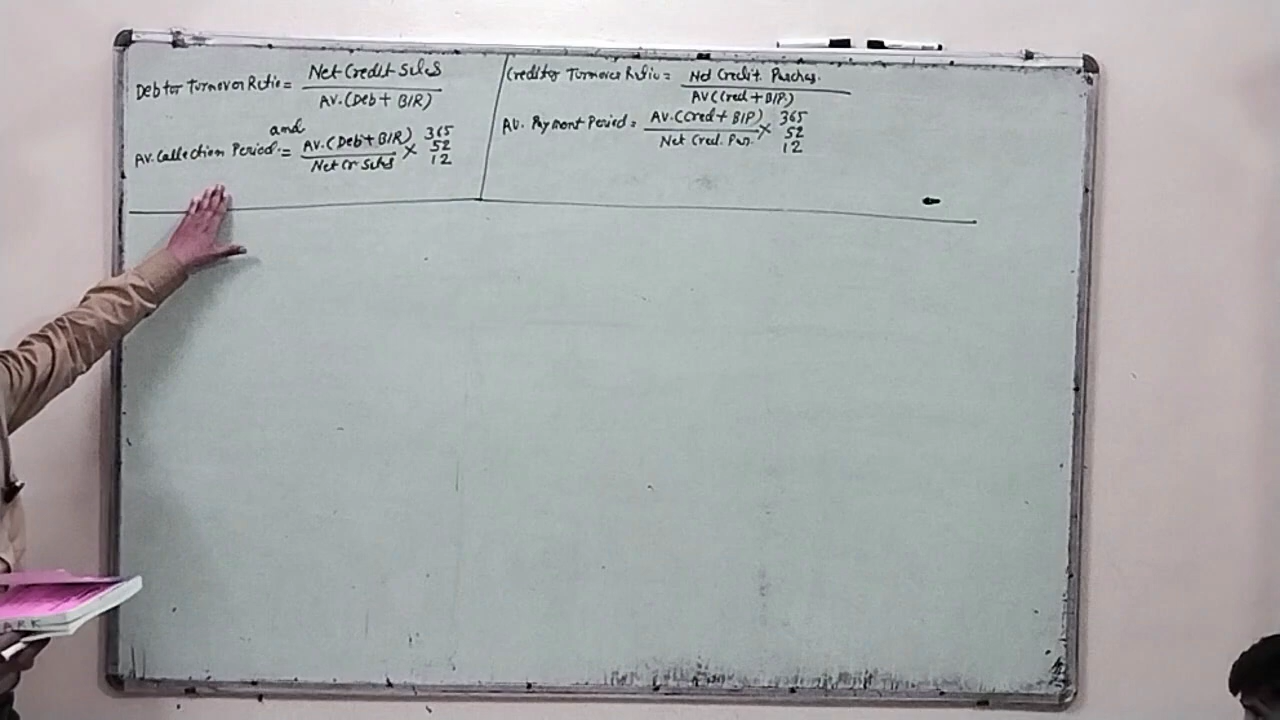 Debtor Turnover Ratio = Net Credit Sales / AV.(Deb + B/R)
and
AV. Collection Period = AV.(Deb + B/R) / Net Cr Sales × 365 52 12
Creditor Turnover Ratio = Net Credit. Purchas. / AV(Cred + B/P.)
AV. Payment Period = AV.(Cred + B/P) / Net Cred. Pur. × 365 52 12
ARK